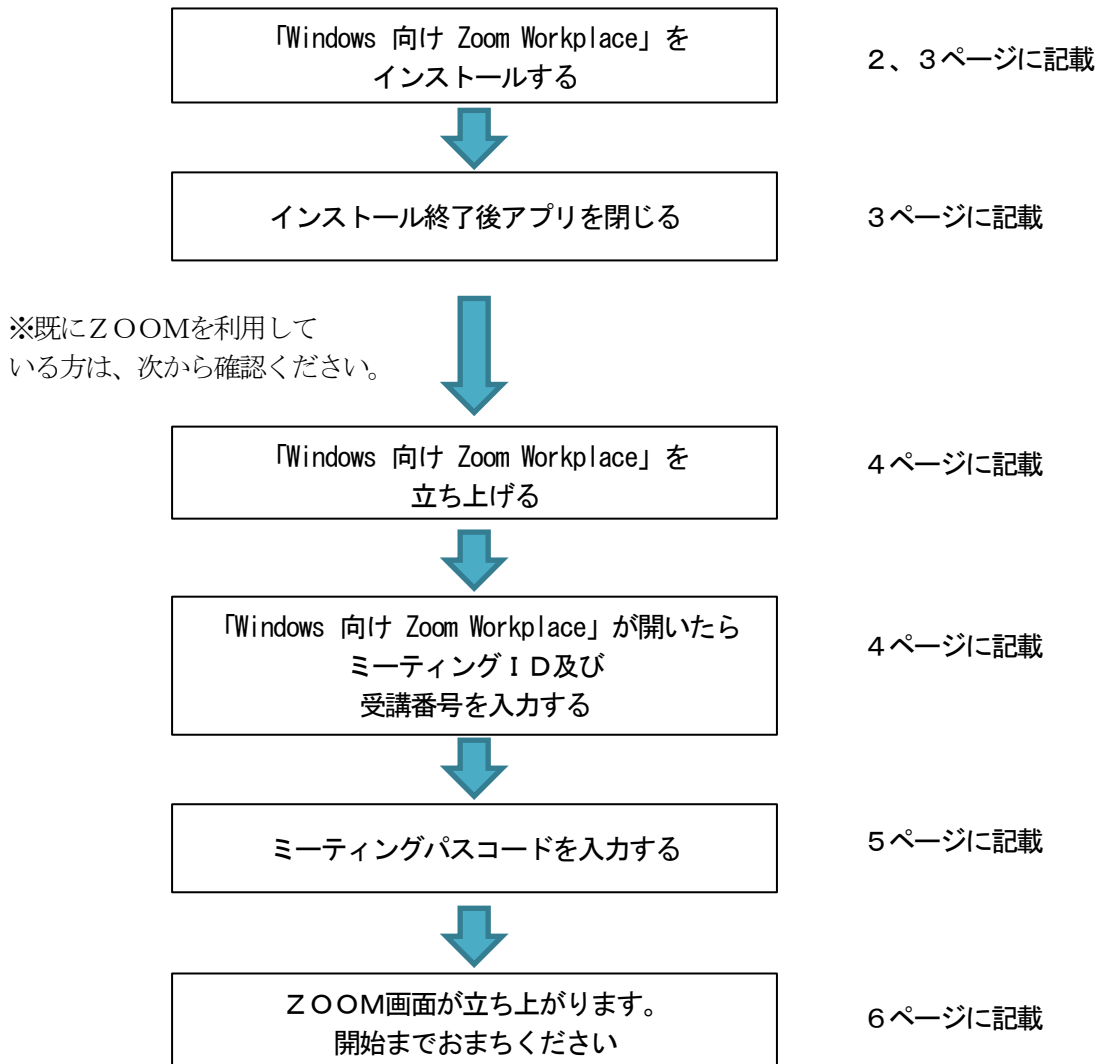 「Windows 向け Zoom Workplace」を
インストールする
2、3ページに記載
インストール終了後アプリを閉じる
3ページに記載
※既にZOOMを利用して
いる方は、次から確認ください。
「Windows 向け Zoom Workplace」を
立ち上げる
4ページに記載
「Windows 向け Zoom Workplace」が開いたら
ミーティングID及び
受講番号を入力する
4ページに記載
ミーティングパスコードを入力する
5ページに記載
ZOOM画面が立ち上がります。
開始までおまちください
6ページに記載